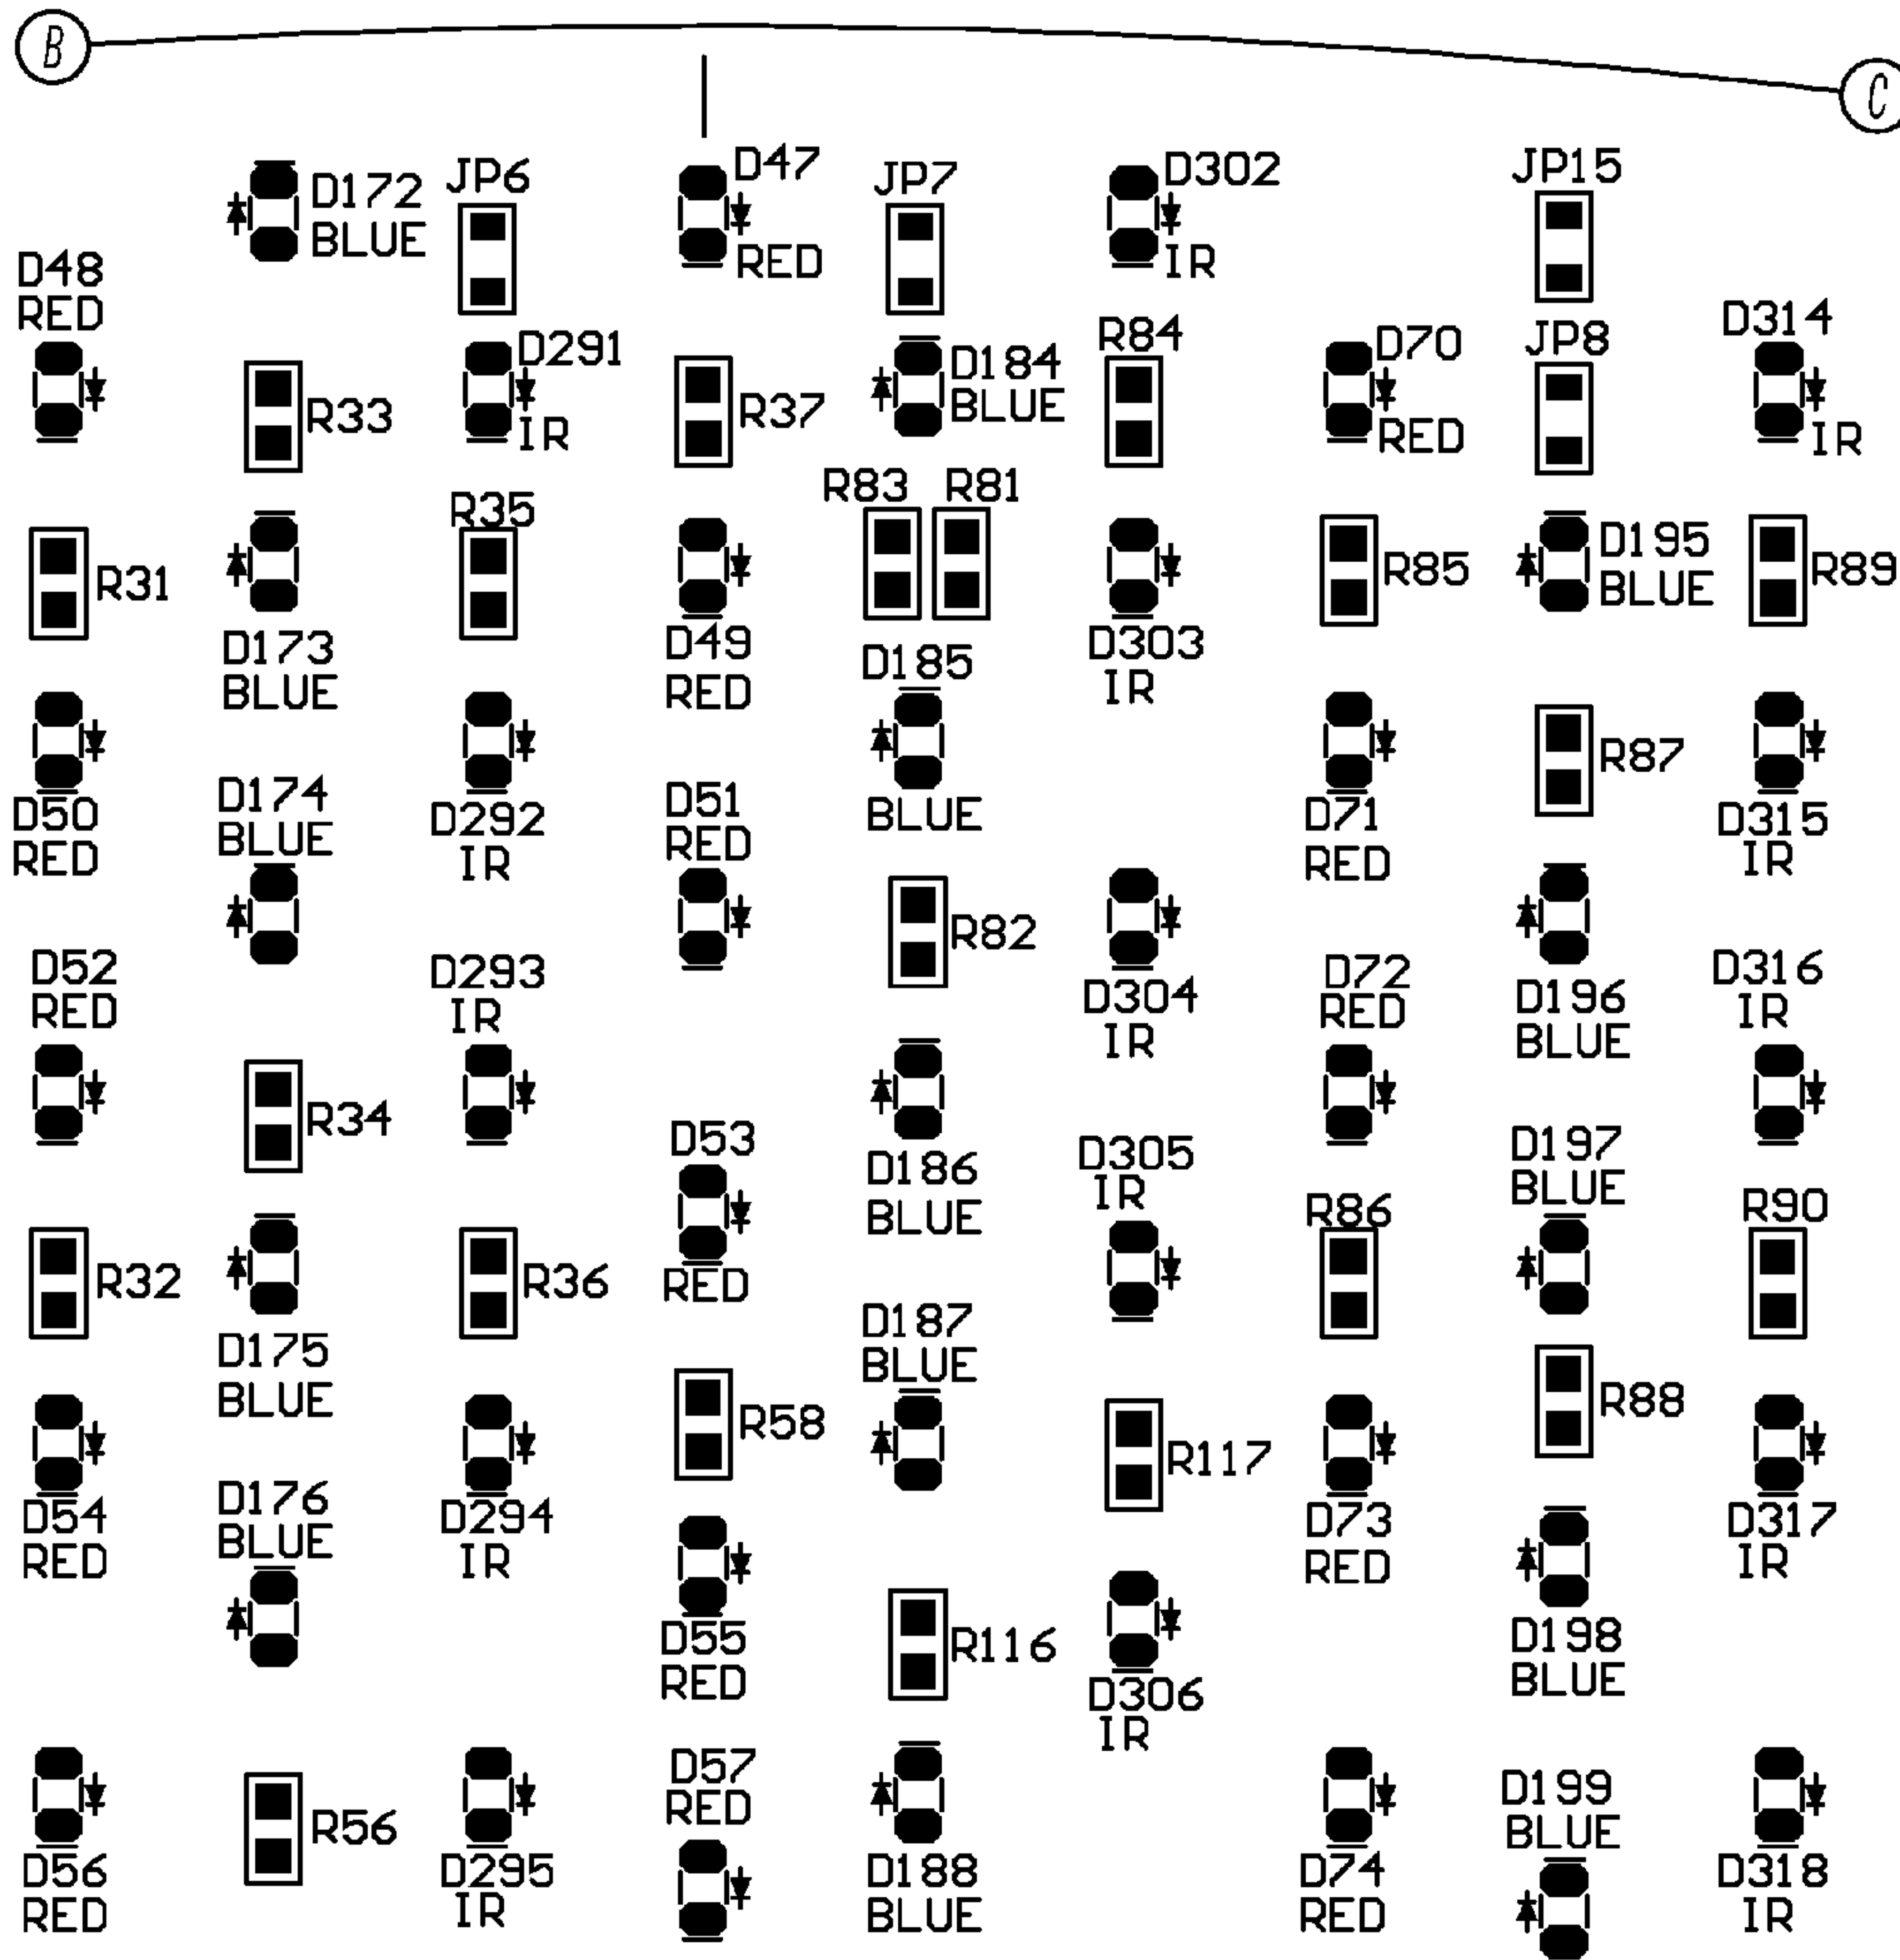 B
C
D172
BLUE
JP6
D47
RED
JP7
D302
IR
JP15
D48
RED
R33
D291
IR
R37
D184
BLUE
R84
D70
RED
JP8
D314
IR
R31
D173
BLUE
R35
D49
RED
R83
R81
D185
BLUE
D303
IR
R85
D195
BLUE
R89
D50
RED
D174
BLUE
D292
IR
D51
RED
R82
D71
RED
R87
D315
IR
D52
RED
D293
IR
D304
IR
D72
RED
D196
BLUE
D316
IR
R34
D53
RED
D186
BLUE
D305
IR
D197
BLUE
R86
R90
R32
D175
BLUE
R36
R58
D187
BLUE
R117
R88
D54
RED
D176
BLUE
D294
IR
D55
RED
R116
D306
IR
D73
RED
D198
BLUE
D317
IR
D56
RED
R56
D295
IR
D57
RED
D188
BLUE
D74
RED
D199
BLUE
D318
IR